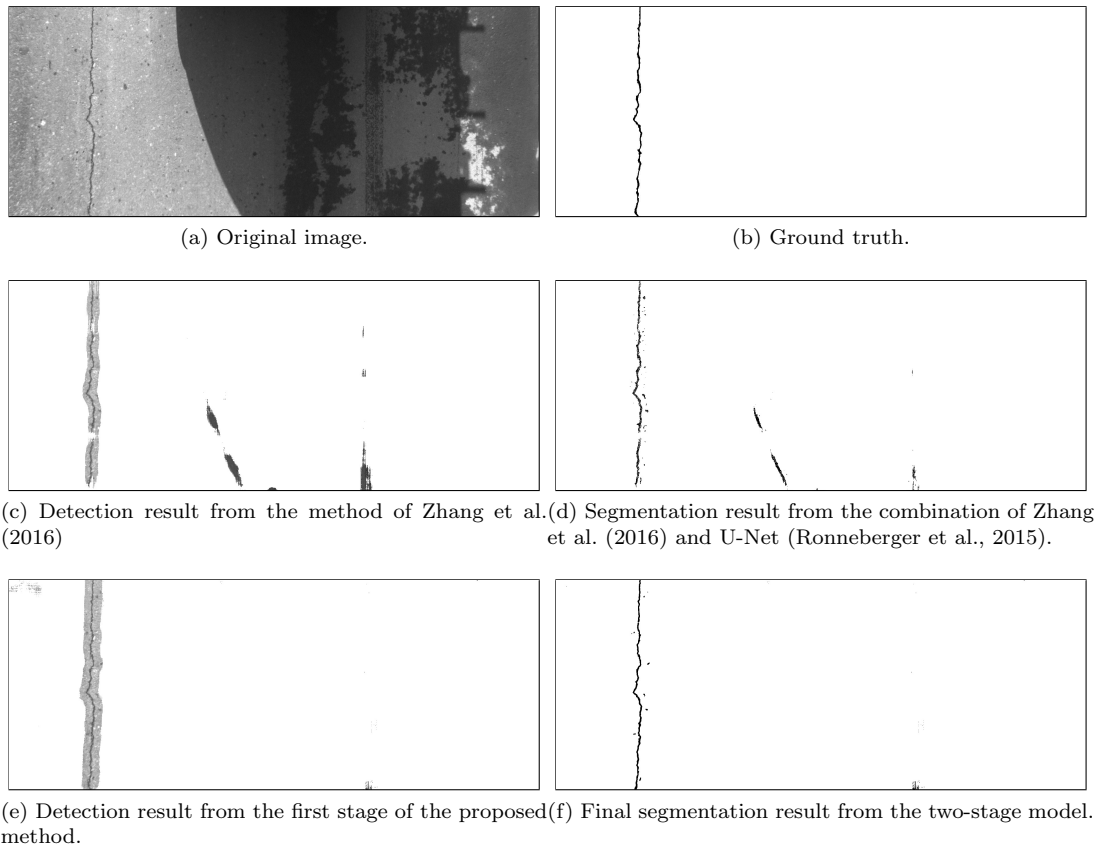 (a) Original image.
(b) Ground truth.
(c) Detection result from the method of Zhang et al.
(2016)
(d) Segmentation result from the combination of Zhang
et al. (2016) and U-Net (Ronneberger et al., 2015).
(e) Detection result from the first stage of the proposed
method.
(f) Final segmentation result from the two-stage model.